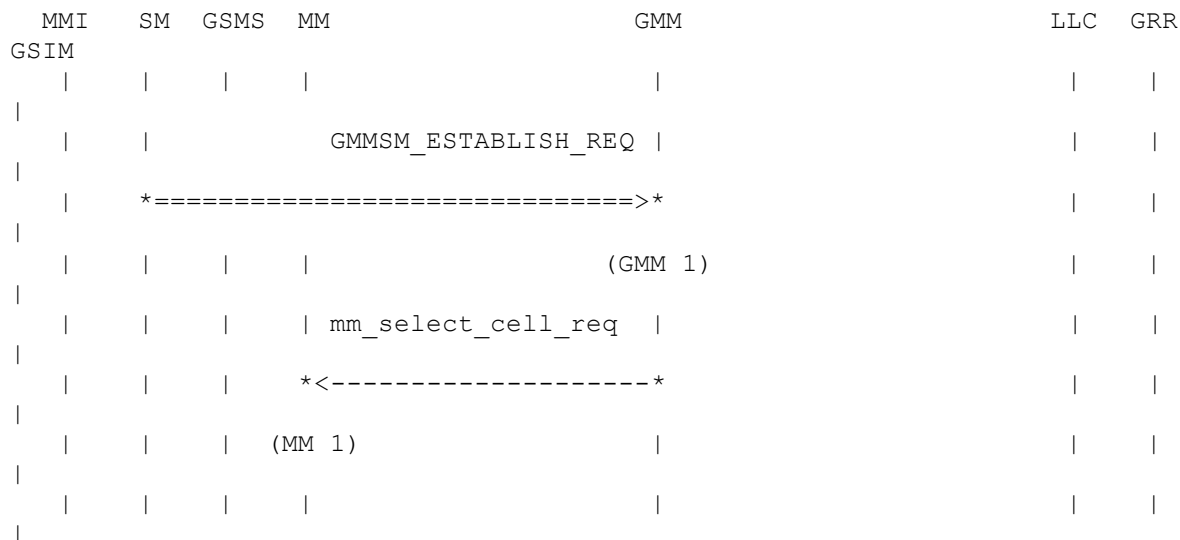 MMI    SM   GSMS  MM                    GMM                       LLC  GRR
GSIM
   |     |    |    |                     |                         |    |
|
   |     |           GMMSM_ESTABLISH_REQ |                         |    |
|
   |     *==============================>*                         |    |
|
   |     |    |    |                  (GMM 1)                      |    |
|
   |     |    |    | mm_select_cell_req  |                         |    |
|
   |     |    |    *<--------------------*                         |    |
|
   |     |    |  (MM 1)                  |                         |    |
|
   |     |    |    |                     |                         |    |
|